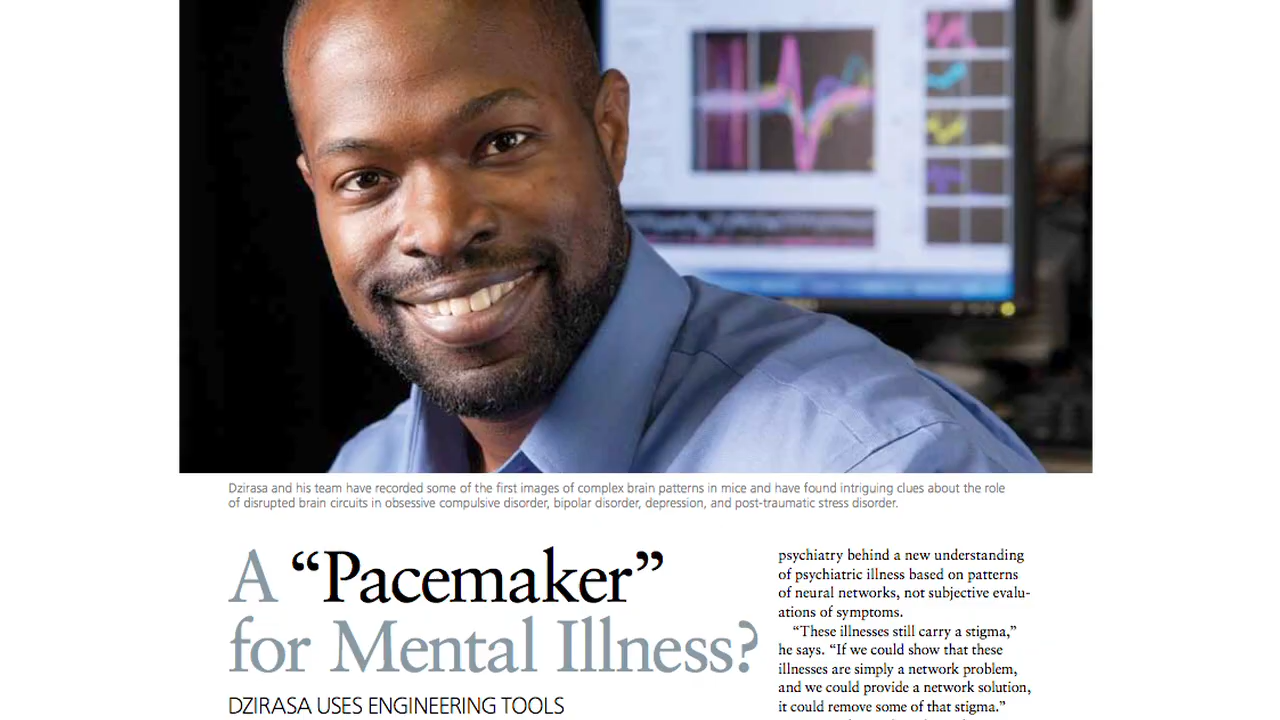 Dzirasa and his team have recorded some of the first images of complex brain patterns in mice and have found intriguing clues about the role
of disrupted brain circuits in obsessive compulsive disorder, bipolar disorder, depression, and post-traumatic stress disorder.
A “Pacemaker”
for Mental Illness?
DZIRASA USES ENGINEERING TOOLS
psychiatry behind a new understanding
of psychiatric illness based on patterns
of neural networks, not subjective evalu-
ations of symptoms.
“These illnesses still carry a stigma,”
he says. “If we could show that these
illnesses are simply a network problem,
and we could provide a network solution,
it could remove some of that stigma.”